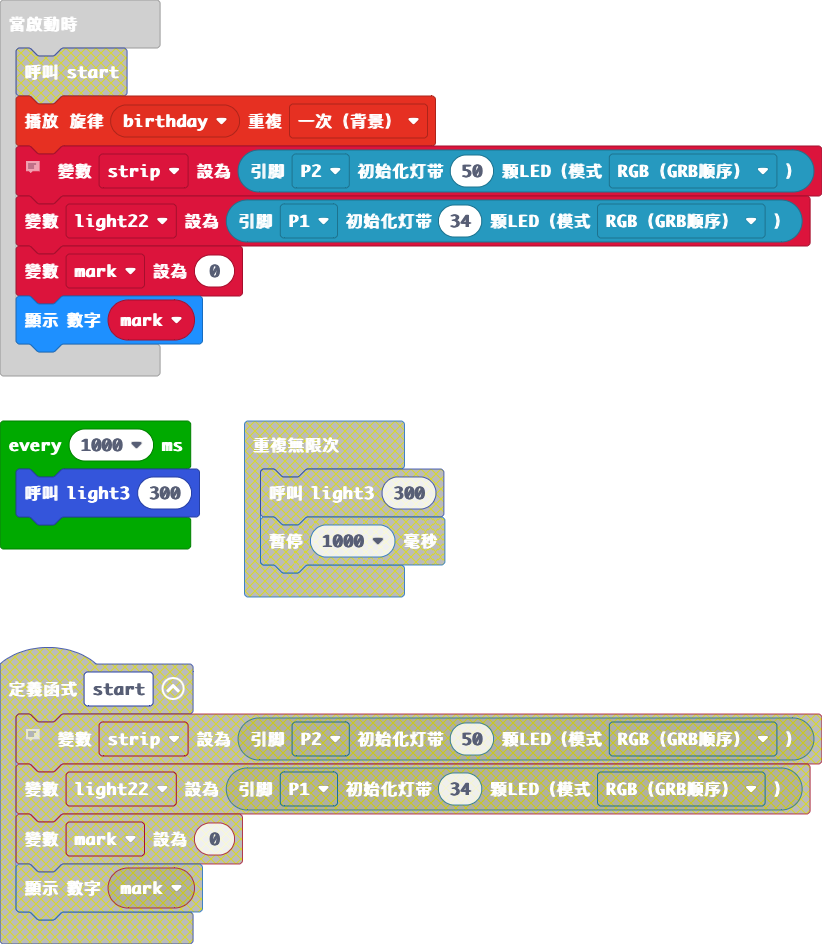 當啟動時
呼叫 start
播放 旋律 birthday 重複 一次（背景）
變數 strip 設為 引腳 P2 初始化灯带 50 顆LED（模式 RGB（GRB順序） ）
變數 light22 設為 引腳 P1 初始化灯带 34 顆LED（模式 RGB（GRB順序） ）
變數 mark 設為 0
顯示 數字 mark
every 1000 ms
呼叫 light3 300
重複無限次
呼叫 light3 300
暫停 1000 毫秒
定義函式 start
變數 strip 設為 引腳 P2 初始化灯带 50 顆LED（模式 RGB（GRB順序） ）
變數 light22 設為 引腳 P1 初始化灯带 34 顆LED（模式 RGB（GRB順序） ）
變數 mark 設為 0
顯示 數字 mark